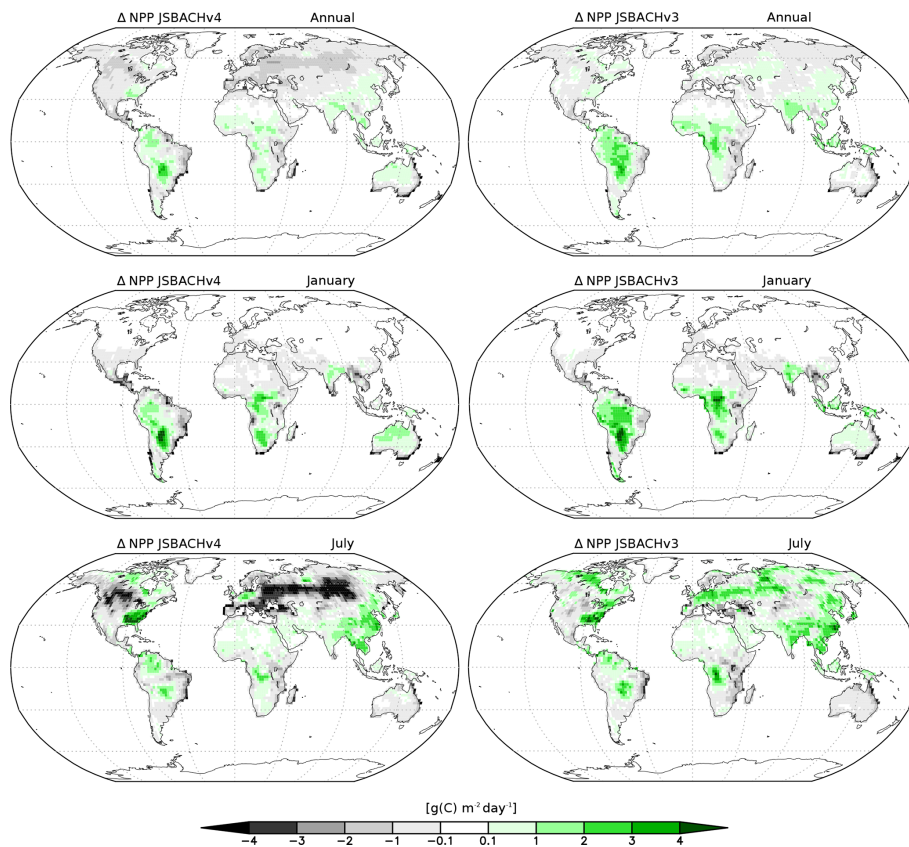 Δ NPP JSBACHv4 Annual
Δ NPP JSBACHv3 Annual
Δ NPP JSBACHv4 January
Δ NPP JSBACHv3 January
Δ NPP JSBACHv4 July
Δ NPP JSBACHv3 July
[g(C) m⁻² day⁻¹]
−4 −3 −2 −1 −0.1 0.1 1 2 3 4